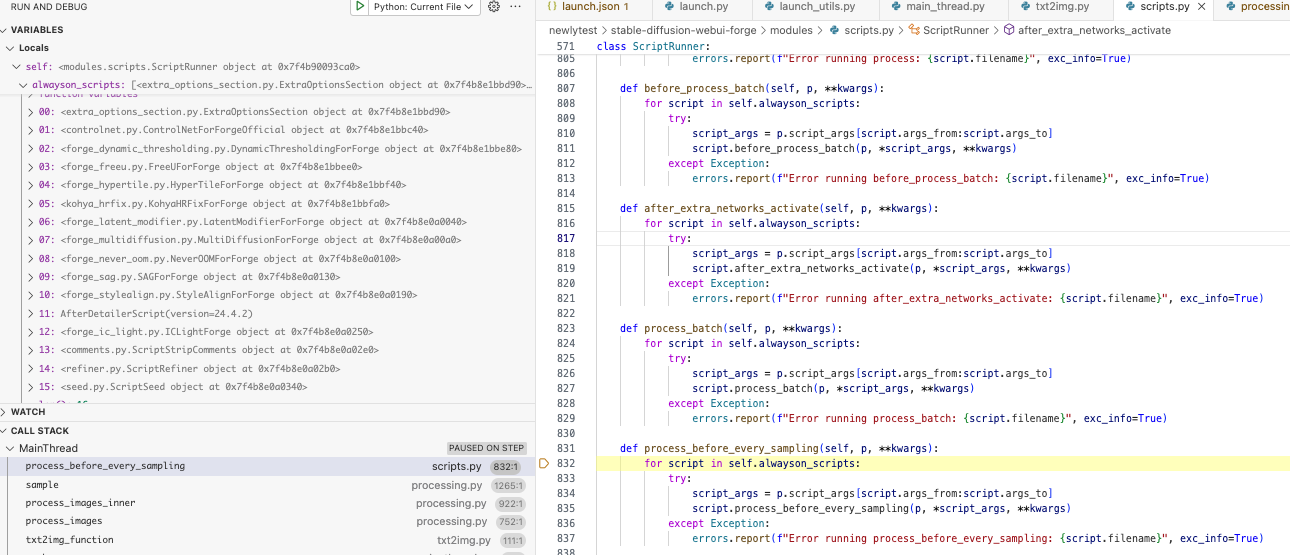 RUN AND DEBUG
Python: Current File
VARIABLES
Locals
self: <modules.scripts.ScriptRunner object at 0x7f4b90093ca0>
alwayson_scripts: [<extra_options_section.py.ExtraOptionsSection object at 0x7f4b8e1bbd90>…
function variables
00: <extra_options_section.py.ExtraOptionsSection object at 0x7f4b8e1bbd90>
01: <controlnet.py.ControlNetForForgeOfficial object at 0x7f4b8e1bbc40>
02: <forge_dynamic_thresholding.py.DynamicThresholdingForForge object at 0x7f4b8e1bbe80>
03: <forge_freeu.py.FreeUForForge object at 0x7f4b8e1bbee0>
04: <forge_hypertile.py.HyperTileForForge object at 0x7f4b8e1bbf40>
05: <kohya_hrfix.py.KohyaHRFixForForge object at 0x7f4b8e1bbfa0>
06: <forge_latent_modifier.py.LatentModifierForForge object at 0x7f4b8e0a0040>
07: <forge_multidiffusion.py.MultiDiffusionForForge object at 0x7f4b8e0a00a0>
08: <forge_never_oom.py.NeverOOMForForge object at 0x7f4b8e0a0100>
09: <forge_sag.py.SAGForForge object at 0x7f4b8e0a0130>
10: <forge_stylealign.py.StyleAlignForForge object at 0x7f4b8e0a0190>
11: AfterDetailerScript(version=24.4.2)
12: <forge_ic_light.py.ICLightForge object at 0x7f4b8e0a0250>
13: <comments.py.ScriptStripComments object at 0x7f4b8e0a02e0>
14: <refiner.py.ScriptRefiner object at 0x7f4b8e0a02b0>
15: <seed.py.ScriptSeed object at 0x7f4b8e0a0340>
WATCH
CALL STACK
MainThread PAUSED ON STEP
process_before_every_sampling scripts.py 832:1
sample processing.py 1265:1
process_images_inner processing.py 922:1
process_images processing.py 752:1
txt2img_function txt2img.py 111:1
launch.json 1 launch.py launch_utils.py main_thread.py txt2img.py scripts.py processing
newlytest > stable-diffusion-webui-forge > modules > scripts.py > ScriptRunner > after_extra_networks_activate
571 class ScriptRunner:
805 errors.report(f"Error running process: {script.filename}", exc_info=True)
806
807 def before_process_batch(self, p, **kwargs):
808 for script in self.alwayson_scripts:
809 try:
810 script_args = p.script_args[script.args_from:script.args_to]
811 script.before_process_batch(p, *script_args, **kwargs)
812 except Exception:
813 errors.report(f"Error running before_process_batch: {script.filename}", exc_info=True)
814
815 def after_extra_networks_activate(self, p, **kwargs):
816 for script in self.alwayson_scripts:
817 try:
818 script_args = p.script_args[script.args_from:script.args_to]
819 script.after_extra_networks_activate(p, *script_args, **kwargs)
820 except Exception:
821 errors.report(f"Error running after_extra_networks_activate: {script.filename}", exc_info=True)
822
823 def process_batch(self, p, **kwargs):
824 for script in self.alwayson_scripts:
825 try:
826 script_args = p.script_args[script.args_from:script.args_to]
827 script.process_batch(p, *script_args, **kwargs)
828 except Exception:
829 errors.report(f"Error running process_batch: {script.filename}", exc_info=True)
830
831 def process_before_every_sampling(self, p, **kwargs):
832 for script in self.alwayson_scripts:
833 try:
834 script_args = p.script_args[script.args_from:script.args_to]
835 script.process_before_every_sampling(p, *script_args, **kwargs)
836 except Exception:
837 errors.report(f"Error running process_before_every_sampling: {script.filename}", exc_info=True)
838